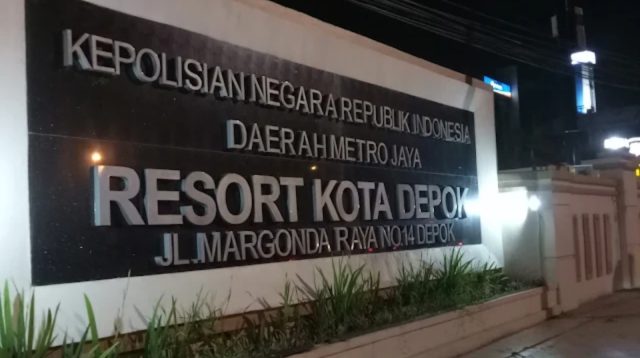 KEPOLISIAN NEGARA REPUBLIK INDONESIA
DAERAH METRO JAYA
RESORT KOTA DEPOK
JL.MARGONDA RAYA NO.14 DEPOK